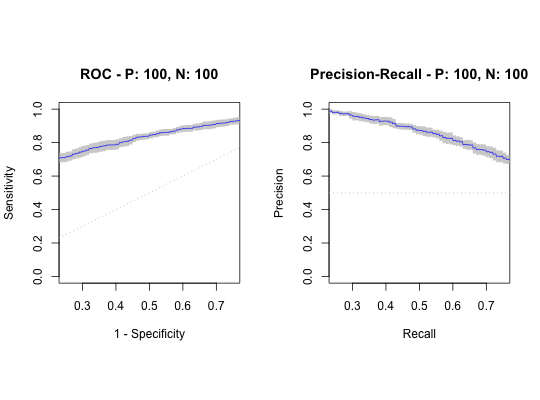 ROC - P: 100, N: 100
Sensitivity
1.0
0.8
0.6
0.4
0.2
0.0
0.3 0.4 0.5 0.6 0.7
1 - Specificity
Precision-Recall - P: 100, N: 100
Precision
1.0
0.8
0.6
0.4
0.2
0.0
0.3 0.4 0.5 0.6 0.7
Recall